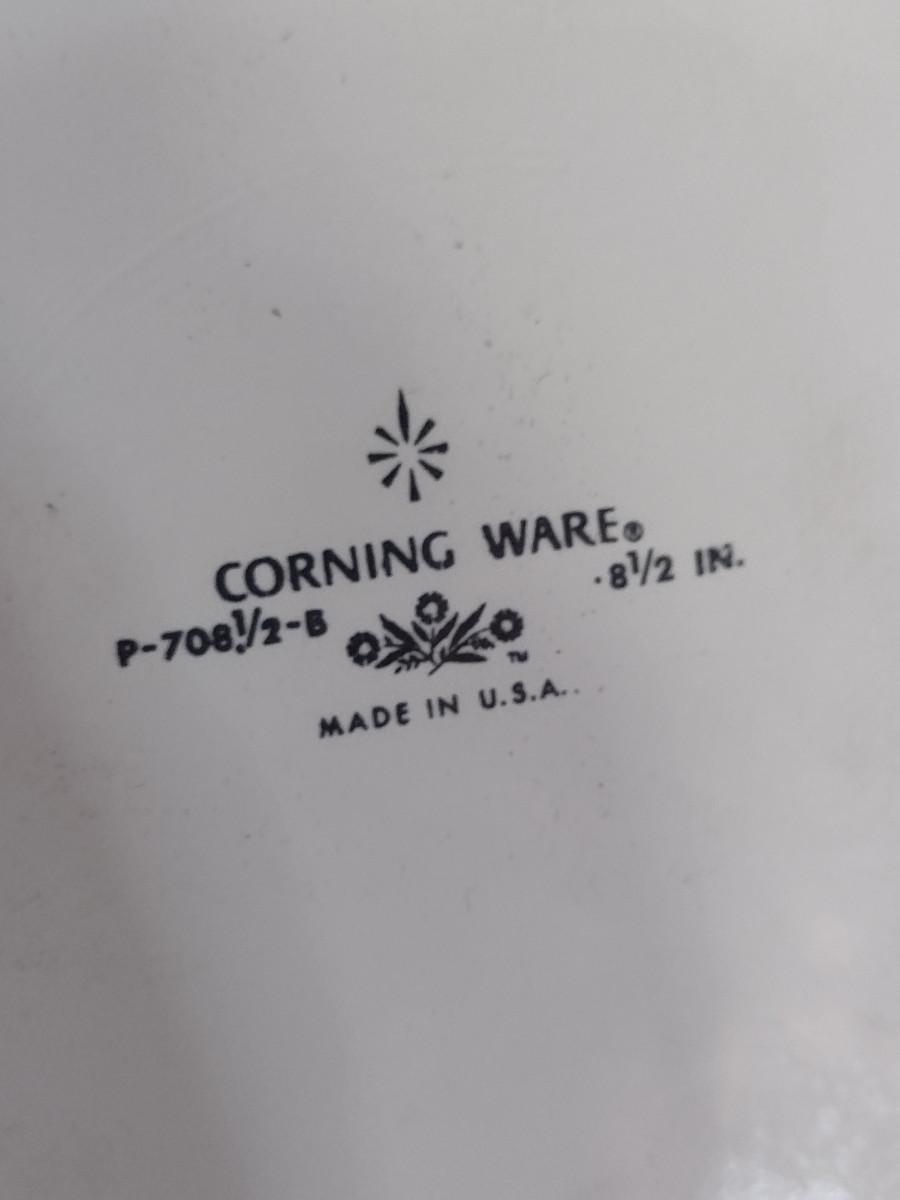 CORNING WARE®
P-708½-B
8½ IN.
TM
MADE IN U.S.A.